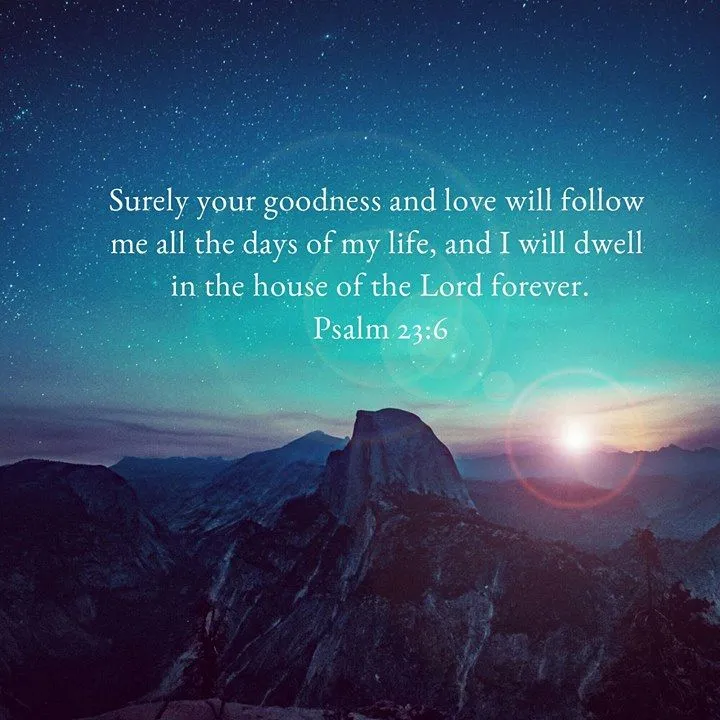 Surely your goodness and love will follow
me all the days of my life, and I will dwell
in the house of the Lord forever.
Psalm 23:6